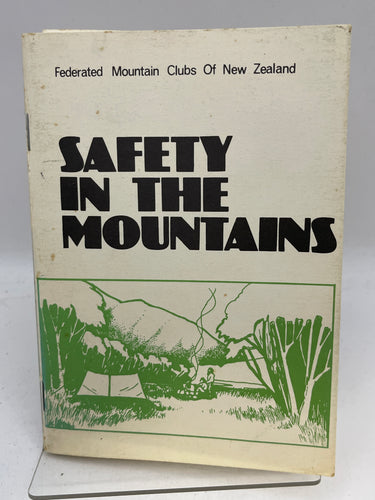 Federated Mountain Clubs Of New Zealand
SAFETY
IN THE
MOUNTAINS